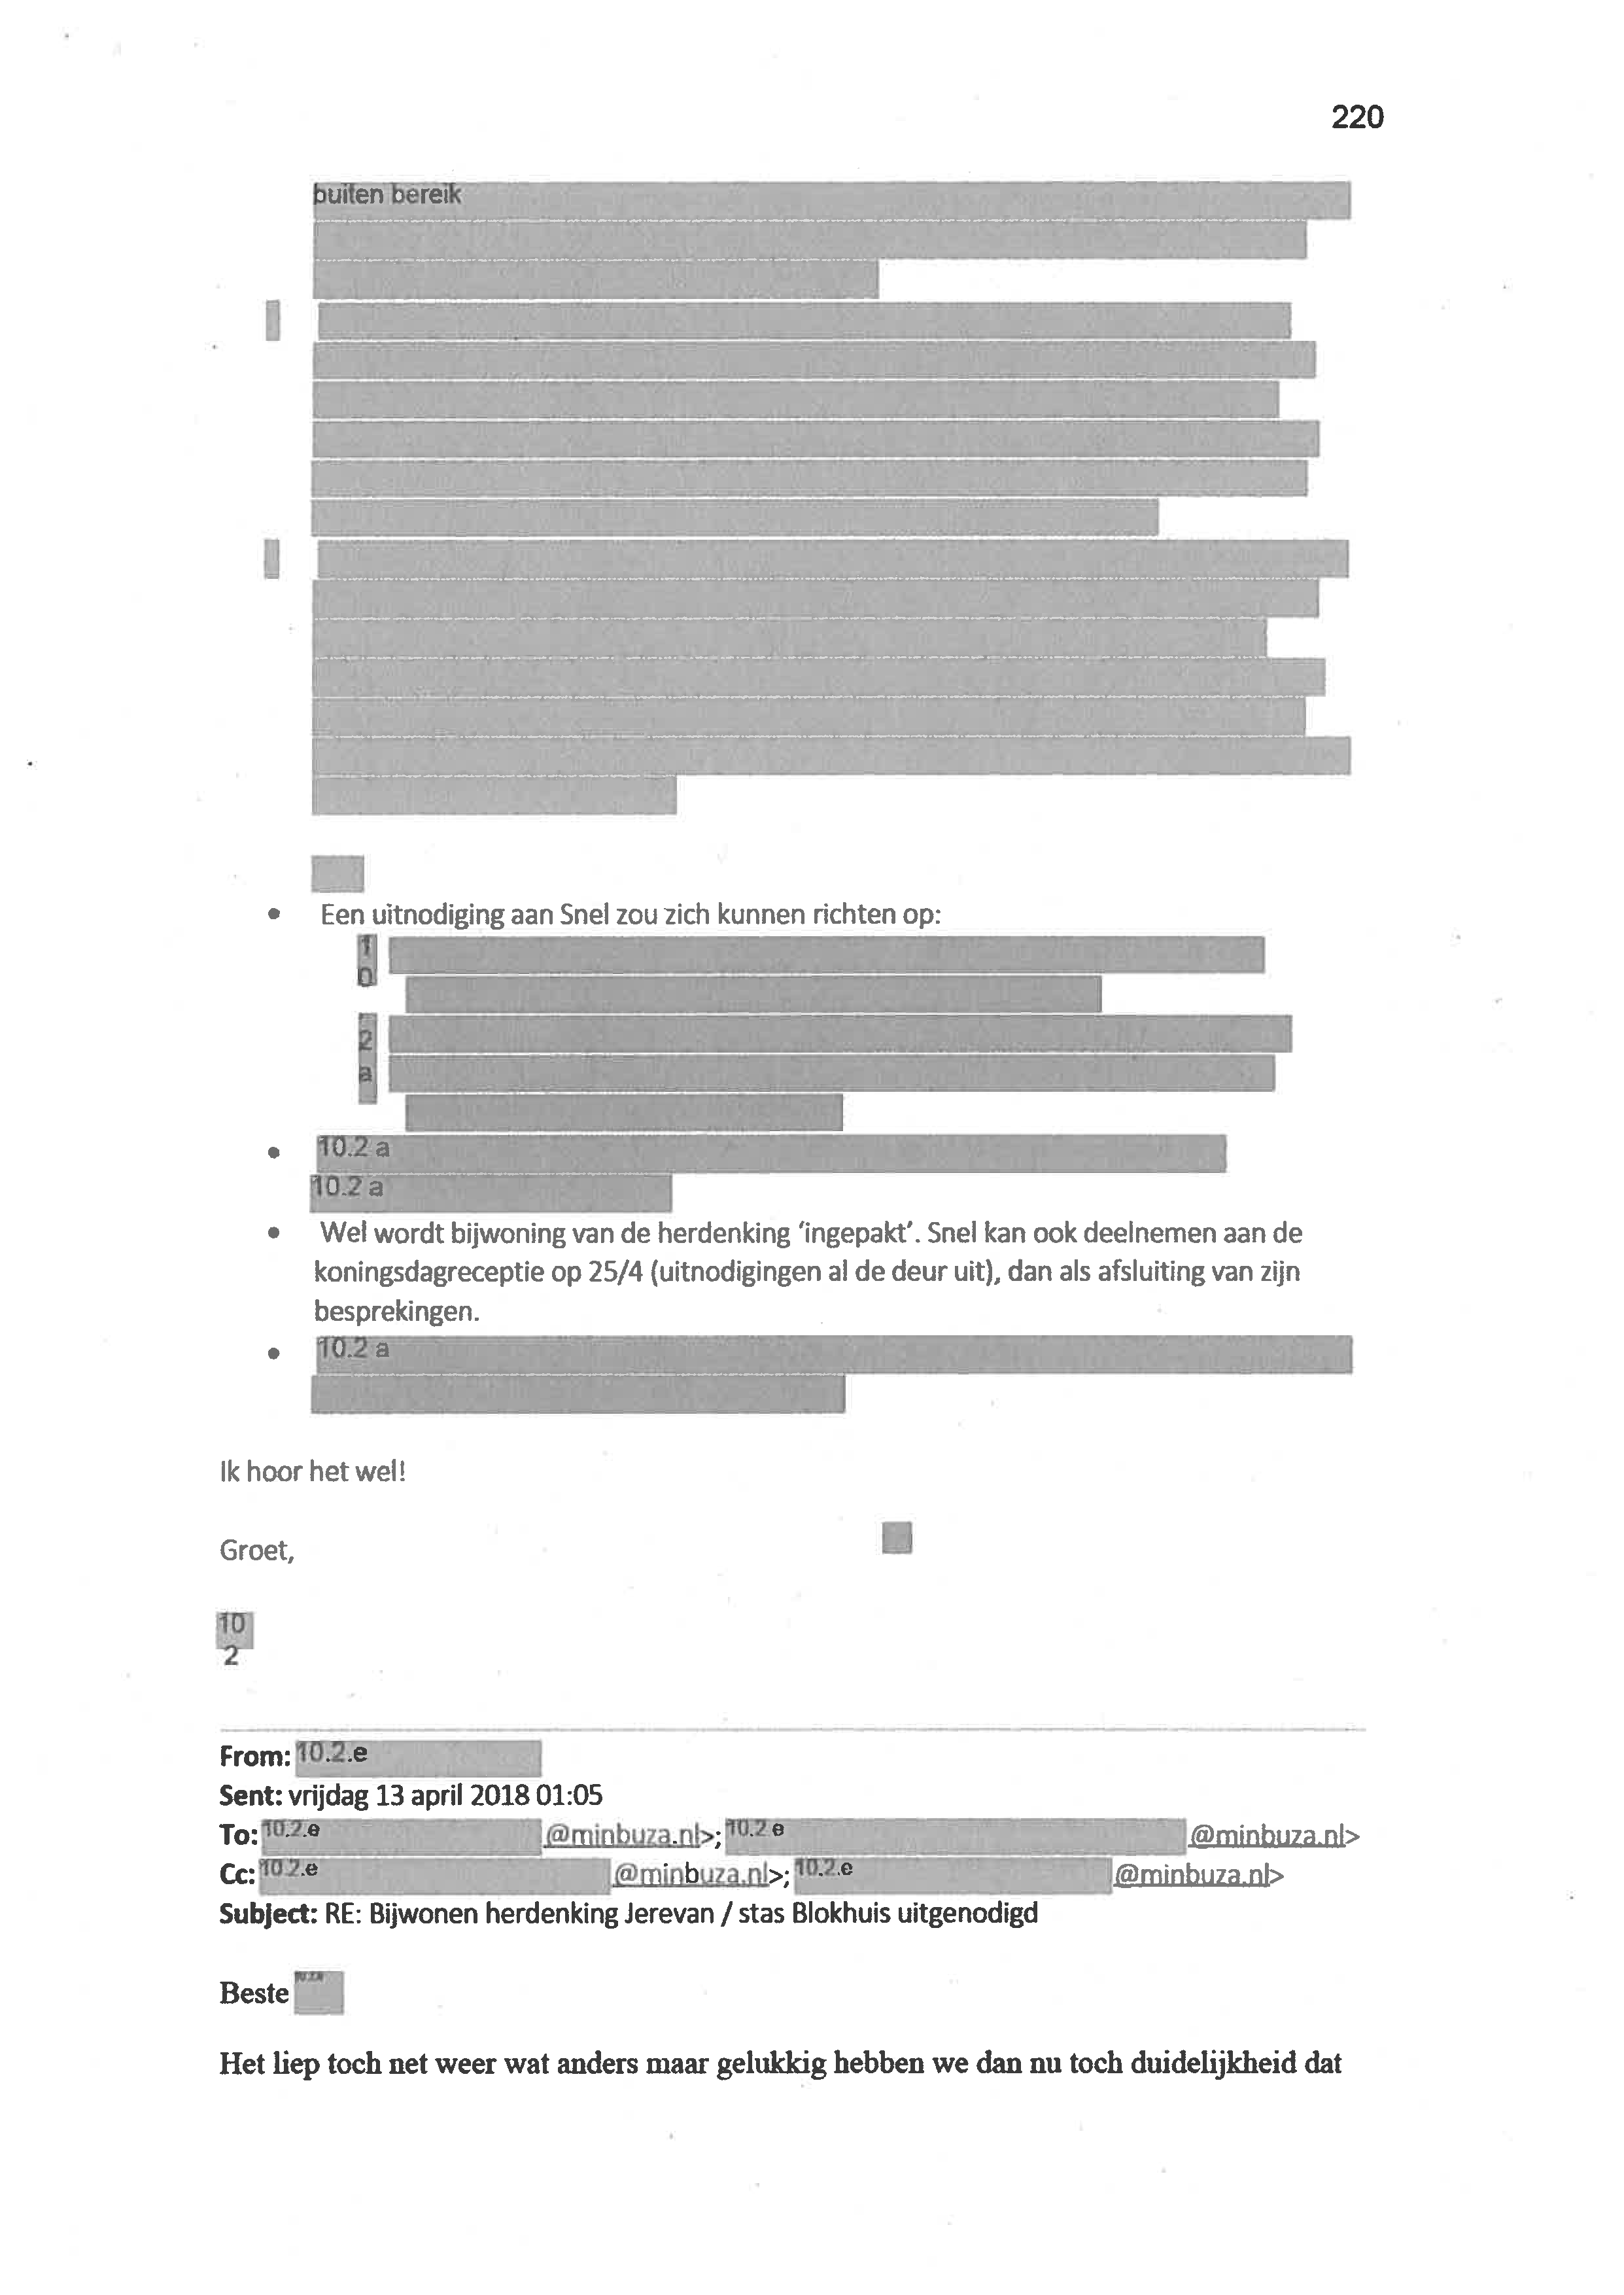 220
buiten bereik
• Een uitnodiging aan Snel zou zich kunnen richten op:
1
0
2
a
• 10.2 a
10.2 a
• Wel wordt bijwoning van de herdenking ‘ingepakt’. Snel kan ook deelnemen aan de
koningsdagreceptie op 25/4 (uitnodigingen al de deur uit), dan als afsluiting van zijn
besprekingen.
• 10.2 a
Ik hoor het wel!
Groet,
10
2
From: 10.2.e
Sent: vrijdag 13 april 2018 01:05
To: 10.2.e @minbuza.nl>; 10.2 e @minbuza.nl>
Cc: 10.2.e @minbuza.nl>; 10.2.e @minbuza.nl>
Subject: RE: Bijwonen herdenking Jerevan / stas Blokhuis uitgenodigd
Beste
Het liep toch net weer wat anders maar gelukkig hebben we dan nu toch duidelijkheid dat